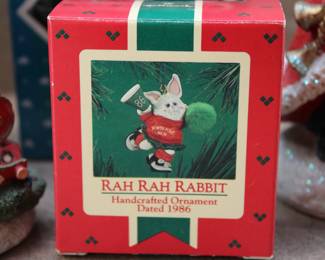 RAH RAH RABBIT
Handcrafted Ornament
Dated 1986